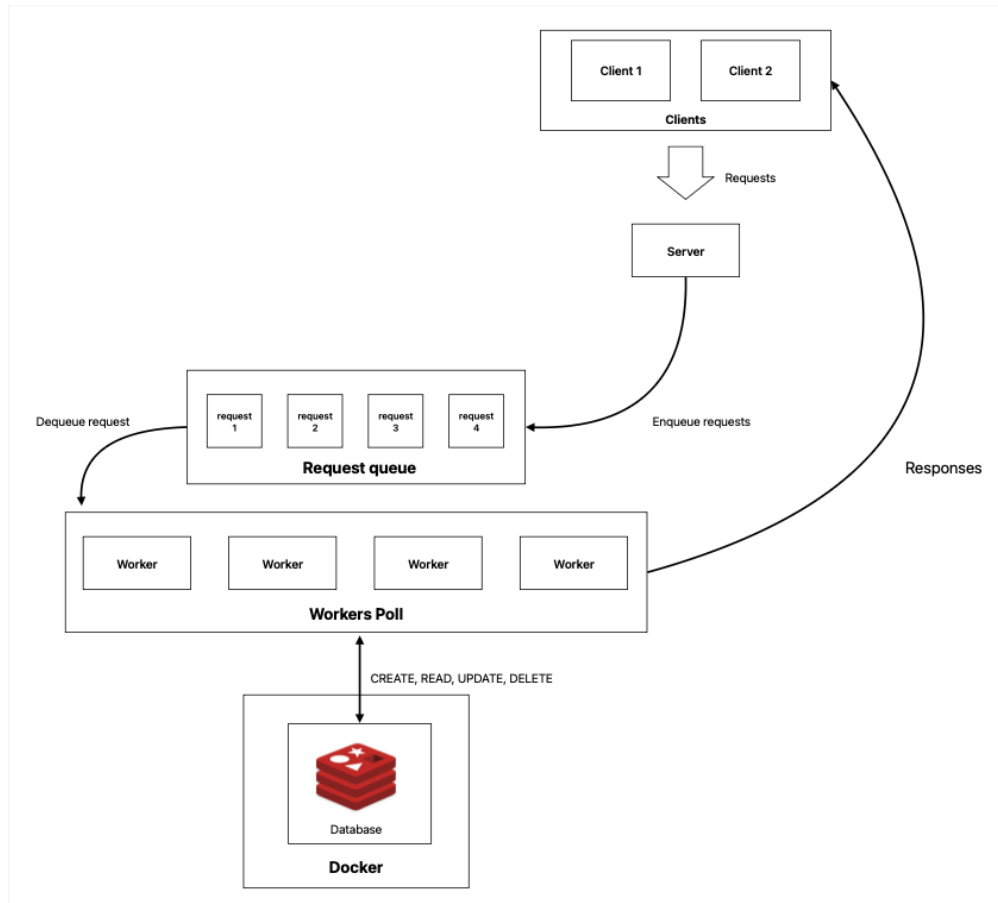 Client 1
Client 2
Clients
Requests
Server
Dequeue request
request
1
request
2
request
3
request
4
Enqueue requests
Request queue
Responses
Worker
Worker
Worker
Worker
Workers Poll
CREATE, READ, UPDATE, DELETE
Database
Docker